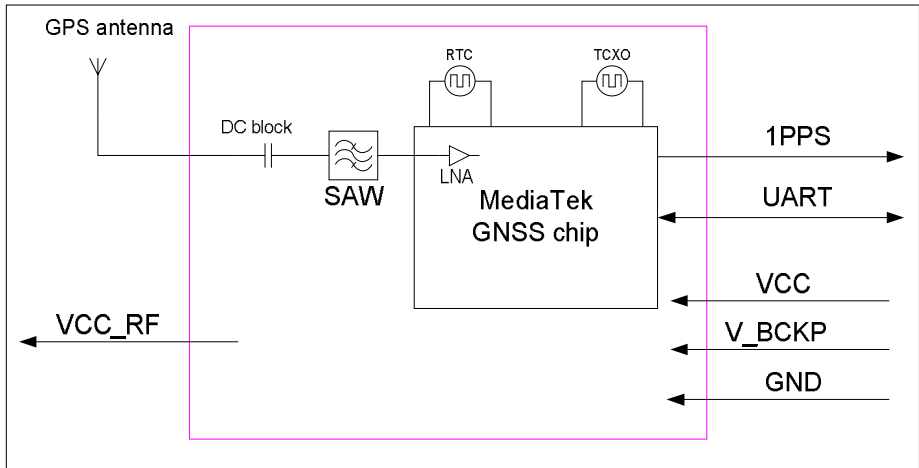 GPS antenna
RTC
TCXO
DC block
1PPS
LNA
SAW
MediaTek
GNSS chip
UART
VCC
VCC_RF
V_BCKP
GND